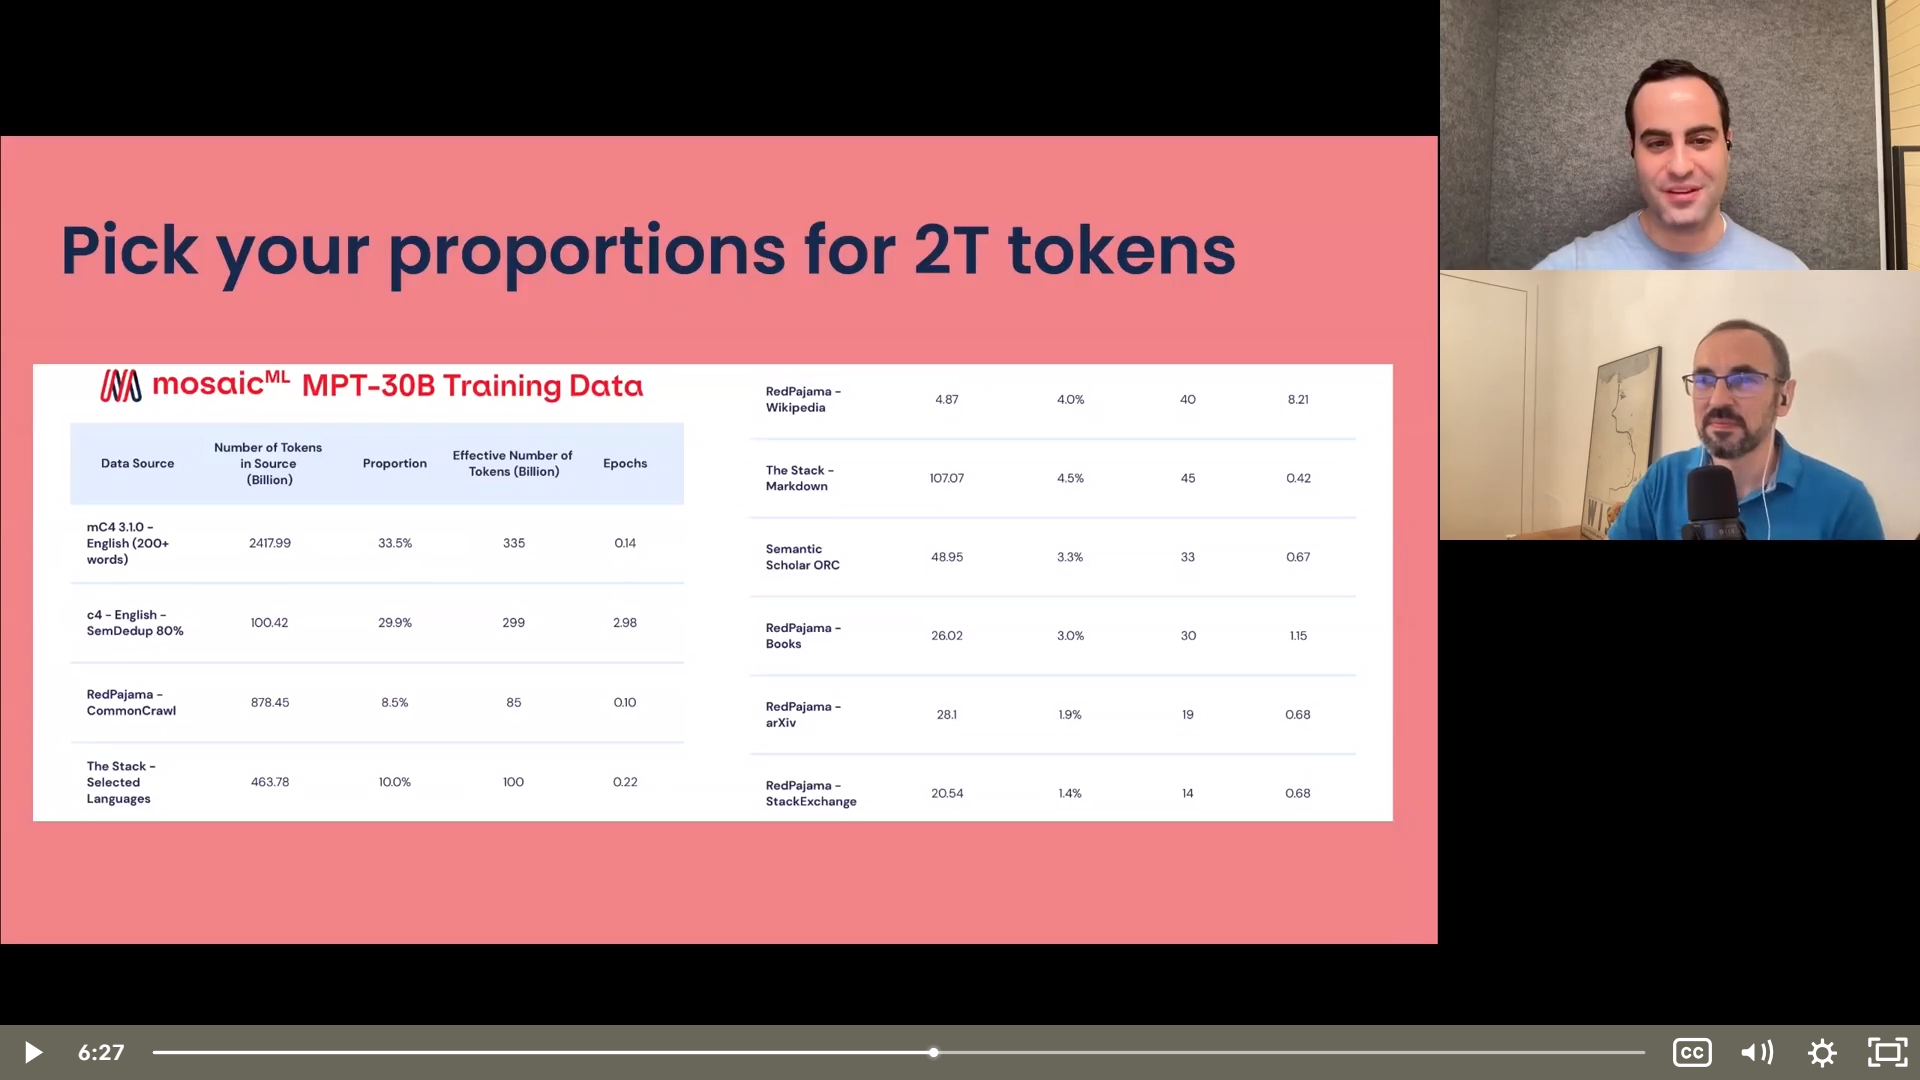 Pick your proportions for 2T tokens
mosaicML MPT-30B Training Data
Data Source
Number of Tokens
in Source
(Billion)
Proportion
Effective Number of
Tokens (Billion)
Epochs
mC4 3.1.0 -
English (200+
words)
2417.99
33.5%
335
0.14
c4 - English -
SemDedup 80%
100.42
29.9%
299
2.98
RedPajama -
CommonCrawl
878.45
8.5%
85
0.10
The Stack -
Selected
Languages
463.78
10.0%
100
0.22
RedPajama -
Wikipedia
4.87
4.0%
40
8.21
The Stack -
Markdown
107.07
4.5%
45
0.42
Semantic
Scholar ORC
48.95
3.3%
33
0.67
RedPajama -
Books
26.02
3.0%
30
1.15
RedPajama -
arXiv
28.1
1.9%
19
0.68
RedPajama -
StackExchange
20.54
1.4%
14
0.68
6:27
CC